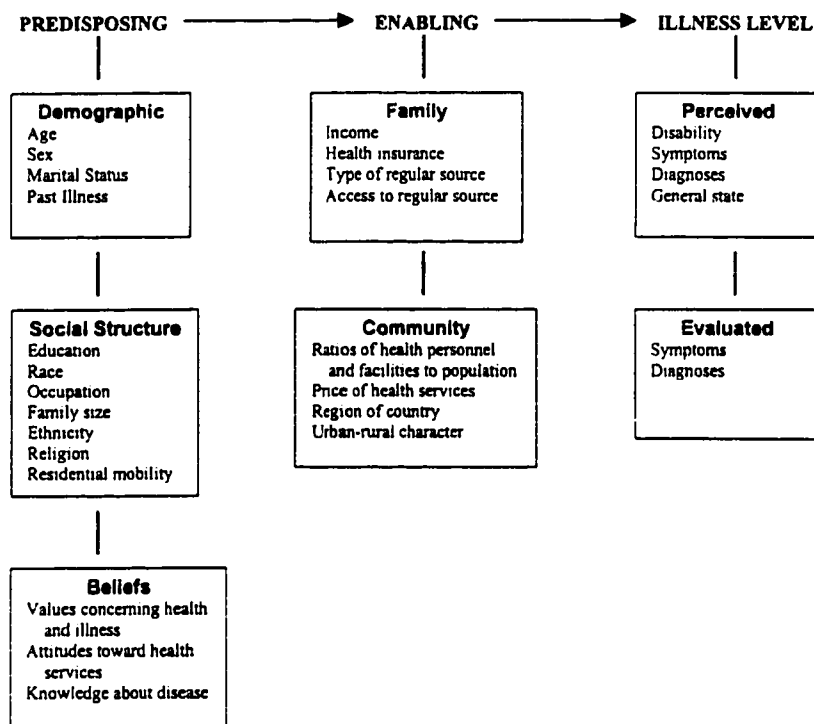 PREDISPOSING
ENABLING
ILLNESS LEVEL
Demographic
Age
Sex
Marital Status
Past Illness
Family
Income
Health insurance
Type of regular source
Access to regular source
Perceived
Disability
Symptoms
Diagnoses
General state
Social Structure
Education
Race
Occupation
Family size
Ethnicity
Religion
Residential mobility
Community
Ratios of health personnel
and facilities to population
Price of health services
Region of country
Urban-rural character
Evaluated
Symptoms
Diagnoses
Beliefs
Values concerning health
and illness
Attitudes toward health
services
Knowledge about disease